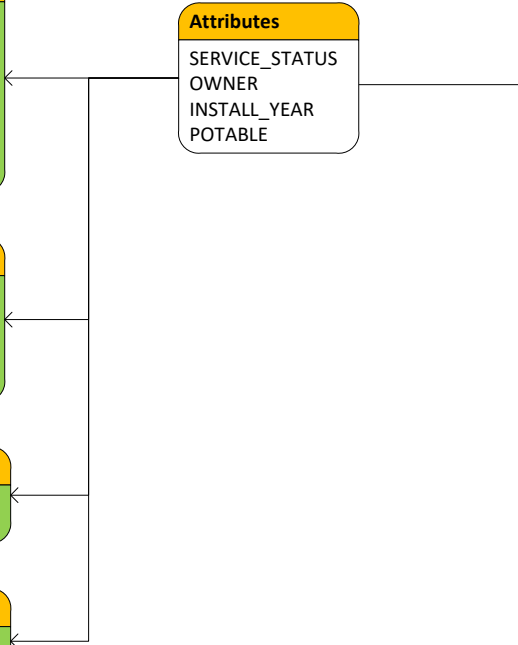 Attributes
SERVICE_STATUS
OWNER
INSTALL_YEAR
POTABLE